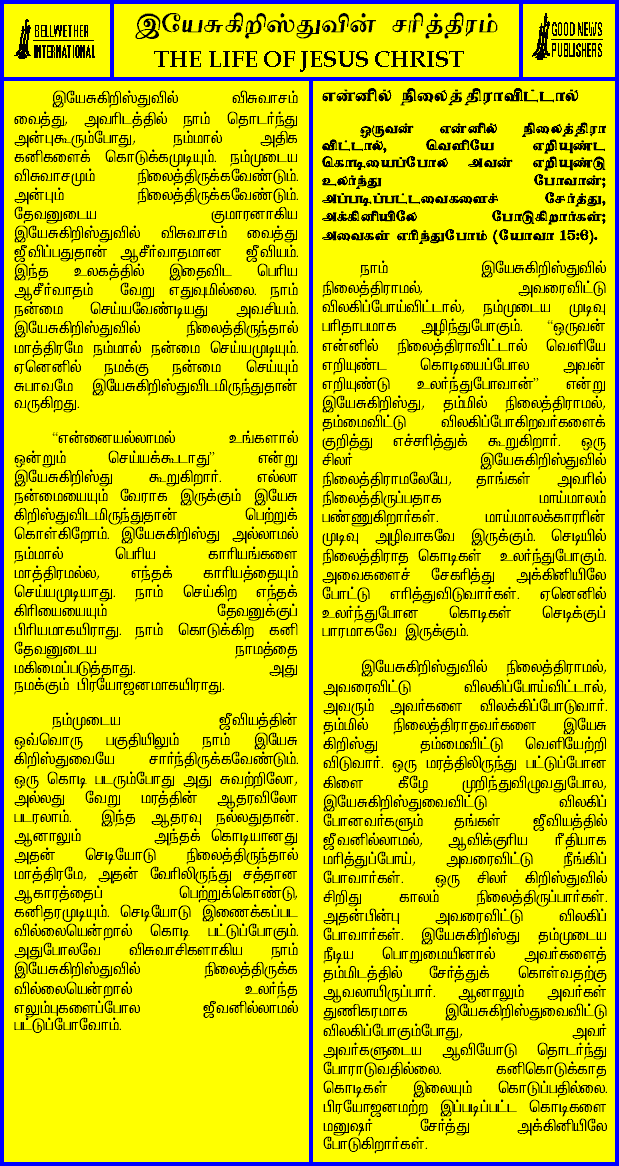 BELLWETHER
INTERNATIONAL
இயேசுகிறிஸ்துவின் சரித்திரம்
THE LIFE OF JESUS CHRIST
GOOD NEWS
PUBLISHERS
இயேசுகிறிஸ்துவில் விசுவாசம்
வைத்து, அவரிடத்தில் நாம் தொடர்ந்து
அன்புகூரும்போது, நம்மால் அதிக
கனிகளைக் கொடுக்கமுடியும். நம்முடைய
விசுவாசமும் நிலைத்திருக்கவேண்டும்.
அன்பும் நிலைத்திருக்கவேண்டும்.
தேவனுடைய குமாரனாகிய
இயேசுகிறிஸ்துவில் விசுவாசம் வைத்து
ஜீவிப்பதுதான் ஆசீர்வாதமான ஜீவியம்.
இந்த உலகத்தில் இதைவிட பெரிய
ஆசீர்வாதம் வேறு எதுவுமில்லை. நாம்
நன்மை செய்யவேண்டியது அவசியம்.
இயேசுகிறிஸ்துவில் நிலைத்திருந்தால்
மாத்திரமே நம்மால் நன்மை செய்யமுடியும்.
ஏனெனில் நமக்கு நன்மை செய்யும்
சுபாவமே இயேசுகிறிஸ்துவிடமிருந்துதான்
வருகிறது.
“என்னையல்லாமல் உங்களால்
ஒன்றும் செய்யக்கூடாது” என்று
இயேசுகிறிஸ்து கூறுகிறார். எல்லா
நன்மையையும் வேராக இருக்கும் இயேசு
கிறிஸ்துவிடமிருந்துதான் பெற்றுக்
கொள்கிறோம். இயேசுகிறிஸ்து அல்லாமல்
நம்மால் பெரிய காரியங்களை
மாத்திரமல்ல, எந்தக் காரியத்தையும்
செய்யமுடியாது. நாம் செய்கிற எந்தக்
கிரியையையும் தேவனுக்குப்
பிரியமாகயிராது. நாம் கொடுக்கிற கனி
தேவனுடைய நாமத்தை
மகிமைப்படுத்தாது. அது
நமக்கும் பிரயோஜனமாகயிராது.
நம்முடைய ஜீவியத்தின்
ஒவ்வொரு பகுதியிலும் நாம் இயேசு
கிறிஸ்துவையே சார்ந்திருக்கவேண்டும்.
ஒரு கொடி படரும்போது அது சுவற்றிலோ,
அல்லது வேறு மரத்தின் ஆதரவிலோ
படரலாம். இந்த ஆதரவு நல்லதுதான்.
ஆனாலும் அந்தக் கொடியானது
அதன் செடியோடு நிலைத்திருந்தால்
மாத்திரமே, அதன் வேரிலிருந்து சத்தான
ஆகாரத்தைப் பெற்றுக்கொண்டு,
கனிதரமுடியும். செடியோடு இணைக்கப்பட
வில்லையென்றால் கொடி பட்டுப்போகும்.
அதுபோலவே விசுவாசிகளாகிய நாம்
இயேசுகிறிஸ்துவில் நிலைத்திருக்க
வில்லையென்றால் உலர்ந்த
எலும்புகளைப்போல ஜீவனில்லாமல்
பட்டுப்போவோம்.
என்னில் நிலைத்திராவிட்டால்
ஒருவன் என்னில் நிலைத்திரா
விட்டால், வெளியே எறியுண்ட
கொடியைப்போல அவன் எறியுண்டு
உலர்ந்து போவான்;
அப்படிப்பட்டவைகளைச் சேர்த்து,
அக்கினியிலே போடுகிறார்கள்;
அவைகள் எரிந்துபோம் (யோவா 15:6).
நாம் இயேசுகிறிஸ்துவில்
நிலைத்திராமல், அவரைவிட்டு
விலகிப்போய்விட்டால், நம்முடைய முடிவு
பரிதாபமாக அழிந்துபோகும். “ஒருவன்
என்னில் நிலைத்திராவிட்டால் வெளியே
எறியுண்ட கொடியைப்போல அவன்
எறியுண்டு உலர்ந்துபோவான்” என்று
இயேசுகிறிஸ்து, தம்மில் நிலைத்திராமல்,
தம்மைவிட்டு விலகிப்போகிறவர்களைக்
குறித்து எச்சரித்துக் கூறுகிறார். ஒரு
சிலர் இயேசுகிறிஸ்துவில்
நிலைத்திராமலேயே, தாங்கள் அவரில்
நிலைத்திருப்பதாக மாய்மாலம்
பண்ணுகிறார்கள். மாய்மாலக்காரரின்
முடிவு அழிவாகவே இருக்கும். செடியில்
நிலைத்திராத கொடிகள் உலர்ந்துபோகும்.
அவைகளைச் சேகரித்து அக்கினியிலே
போட்டு எரித்துவிடுவார்கள். ஏனெனில்
உலர்ந்துபோன கொடிகள் செடிக்குப்
பாரமாகவே இருக்கும்.
இயேசுகிறிஸ்துவில் நிலைத்திராமல்,
அவரைவிட்டு விலகிப்போய்விட்டால்,
அவரும் அவர்களை விலக்கிப்போடுவார்.
தம்மில் நிலைத்திராதவர்களை இயேசு
கிறிஸ்து தம்மைவிட்டு வெளியேற்றி
விடுவார். ஒரு மரத்திலிருந்து பட்டுப்போன
கிளை கீழே முறிந்துவிழுவதுபோல,
இயேசுகிறிஸ்துவைவிட்டு விலகிப்
போனவர்களும் தங்கள் ஜீவியத்தில்
ஜீவனில்லாமல், ஆவிக்குரிய ரீதியாக
மரித்துப்போய், அவரைவிட்டு நீங்கிப்
போவார்கள். ஒரு சிலர் கிறிஸ்துவில்
சிறிது காலம் நிலைத்திருப்பார்கள்.
அதன்பின்பு அவரைவிட்டு விலகிப்
போவார்கள். இயேசுகிறிஸ்து தம்முடைய
நீடிய பொறுமையினால் அவர்களைத்
தம்மிடத்தில் சேர்த்துக் கொள்வதற்கு
ஆவலாயிருப்பார். ஆனாலும் அவர்கள்
துணிகரமாக இயேசுகிறிஸ்துவைவிட்டு
விலகிப்போகும்போது, அவர்
அவர்களுடைய ஆவியோடு தொடர்ந்து
போராடுவதில்லை. கனிகொடுக்காத
கொடிகள் இலையும் கொடுப்பதில்லை.
பிரயோஜனமற்ற இப்படிப்பட்ட கொடிகளை
மனுஷர் சேர்த்து அக்கினியிலே
போடுகிறார்கள்.